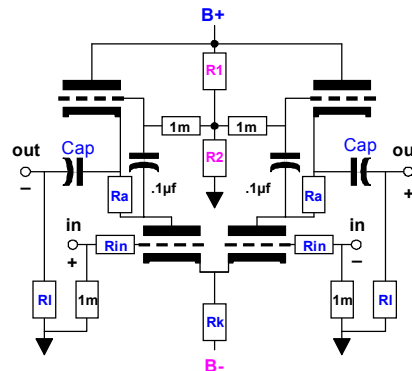 B+
R1
1m 1m
out Cap R2 Cap out
− Ra .1µf .1µf Ra +
in in
+ Rin Rin −
Rl 1m Rk 1m Rl
B-